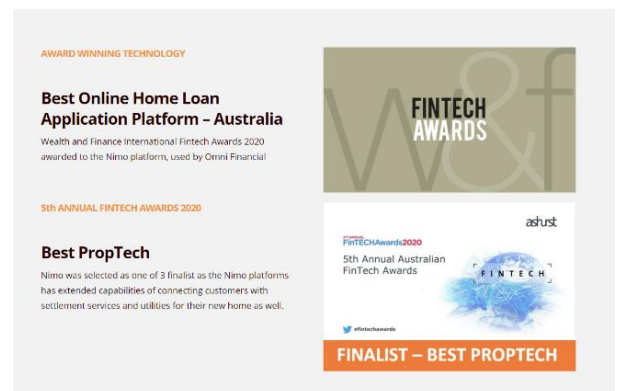 AWARD WINNING TECHNOLOGY
Best Online Home Loan
Application Platform – Australia
Wealth and Finance International Fintech Awards 2020
awarded to the Nimo platform, used by Omni Financial
w&f
FINTECH
AWARDS
5th ANNUAL FINTECH AWARDS 2020
Best PropTech
Nimo was selected as one of 3 finalist as the Nimo platforms
has extended capabilities of connecting customers with
settlement services and utilities for their new home as well.
ashurst
5TH ANNUAL
FinTECHAwards2020
5th Annual Australian
FinTech Awards
FINTECH
#fintechawards
FINALIST – BEST PROPTECH